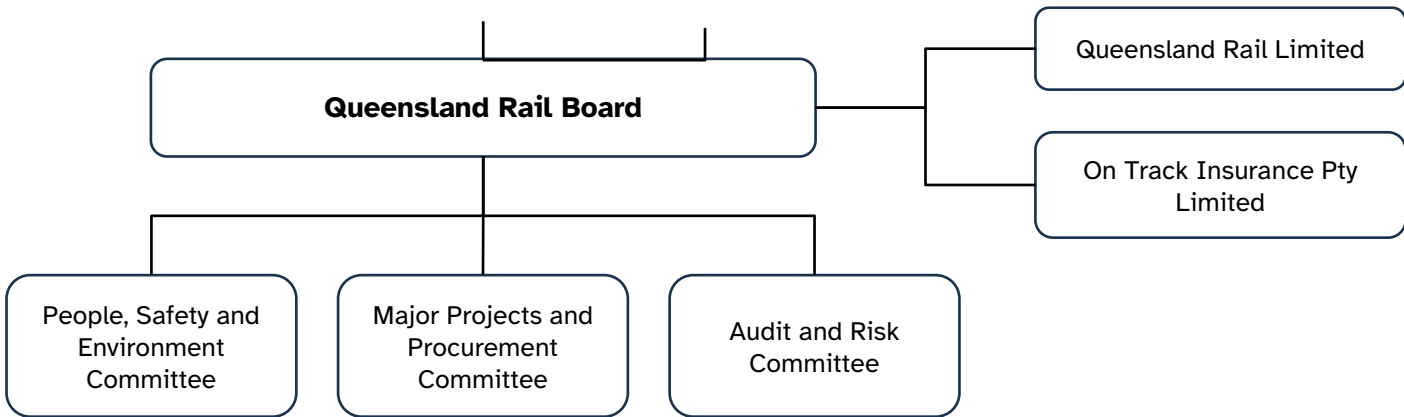 Queensland Rail Limited
Queensland Rail Board
On Track Insurance Pty
Limited
People, Safety and
Environment
Committee
Major Projects and
Procurement
Committee
Audit and Risk
Committee